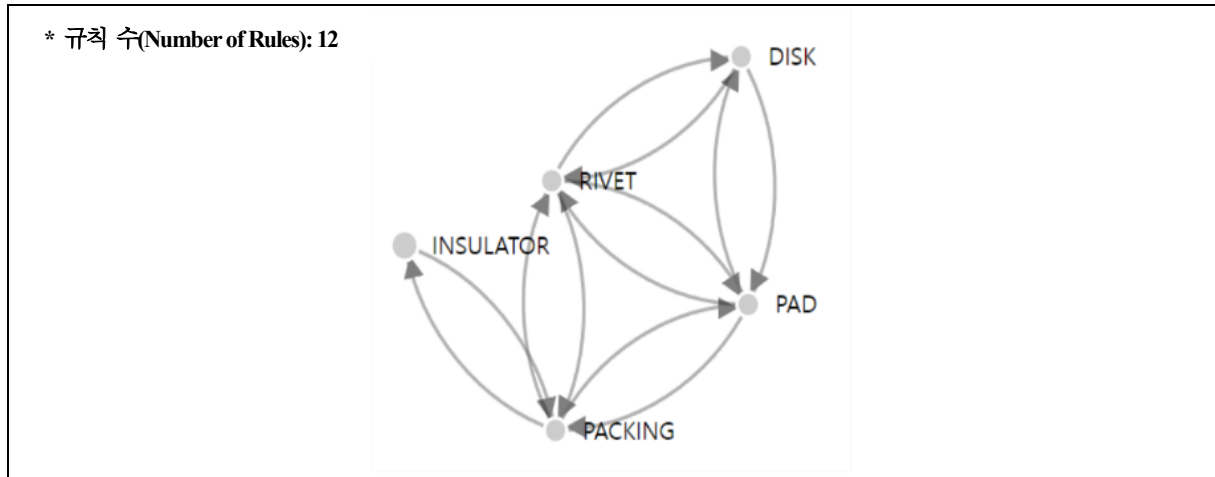 * 규칙 수(Number of Rules): 12
DISK
RIVET
INSULATOR
PAD
PACKING